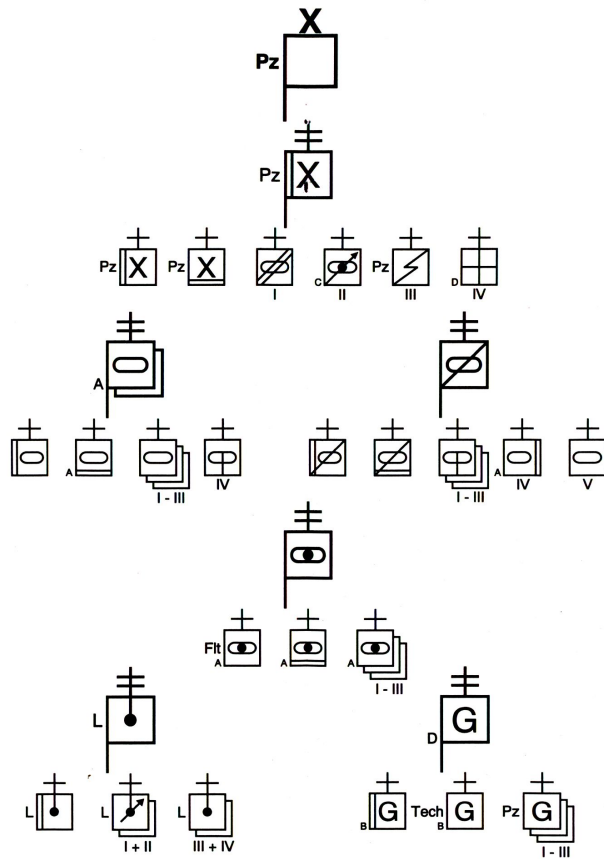 X
Pz
Pz X
Pz X Pz X Pz
I C II III D IV
A
A
I - III IV I - III A IV V
Flt
A A A
I - III
L G
D
L L L G Tech G Pz G
B B
I + II III + IV I - III